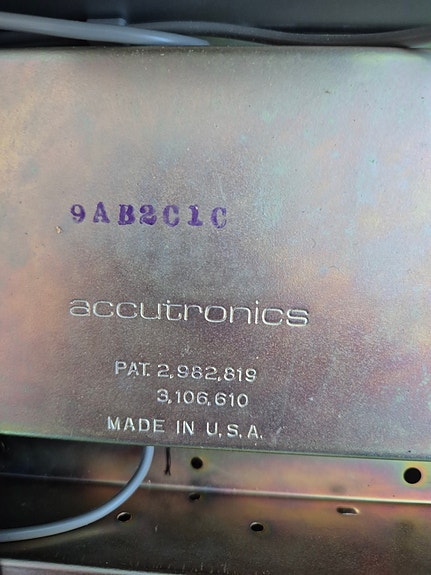 9AB2C1C
accutronics
PAT. 2,982,819
3,106,610
MADE IN U.S.A.